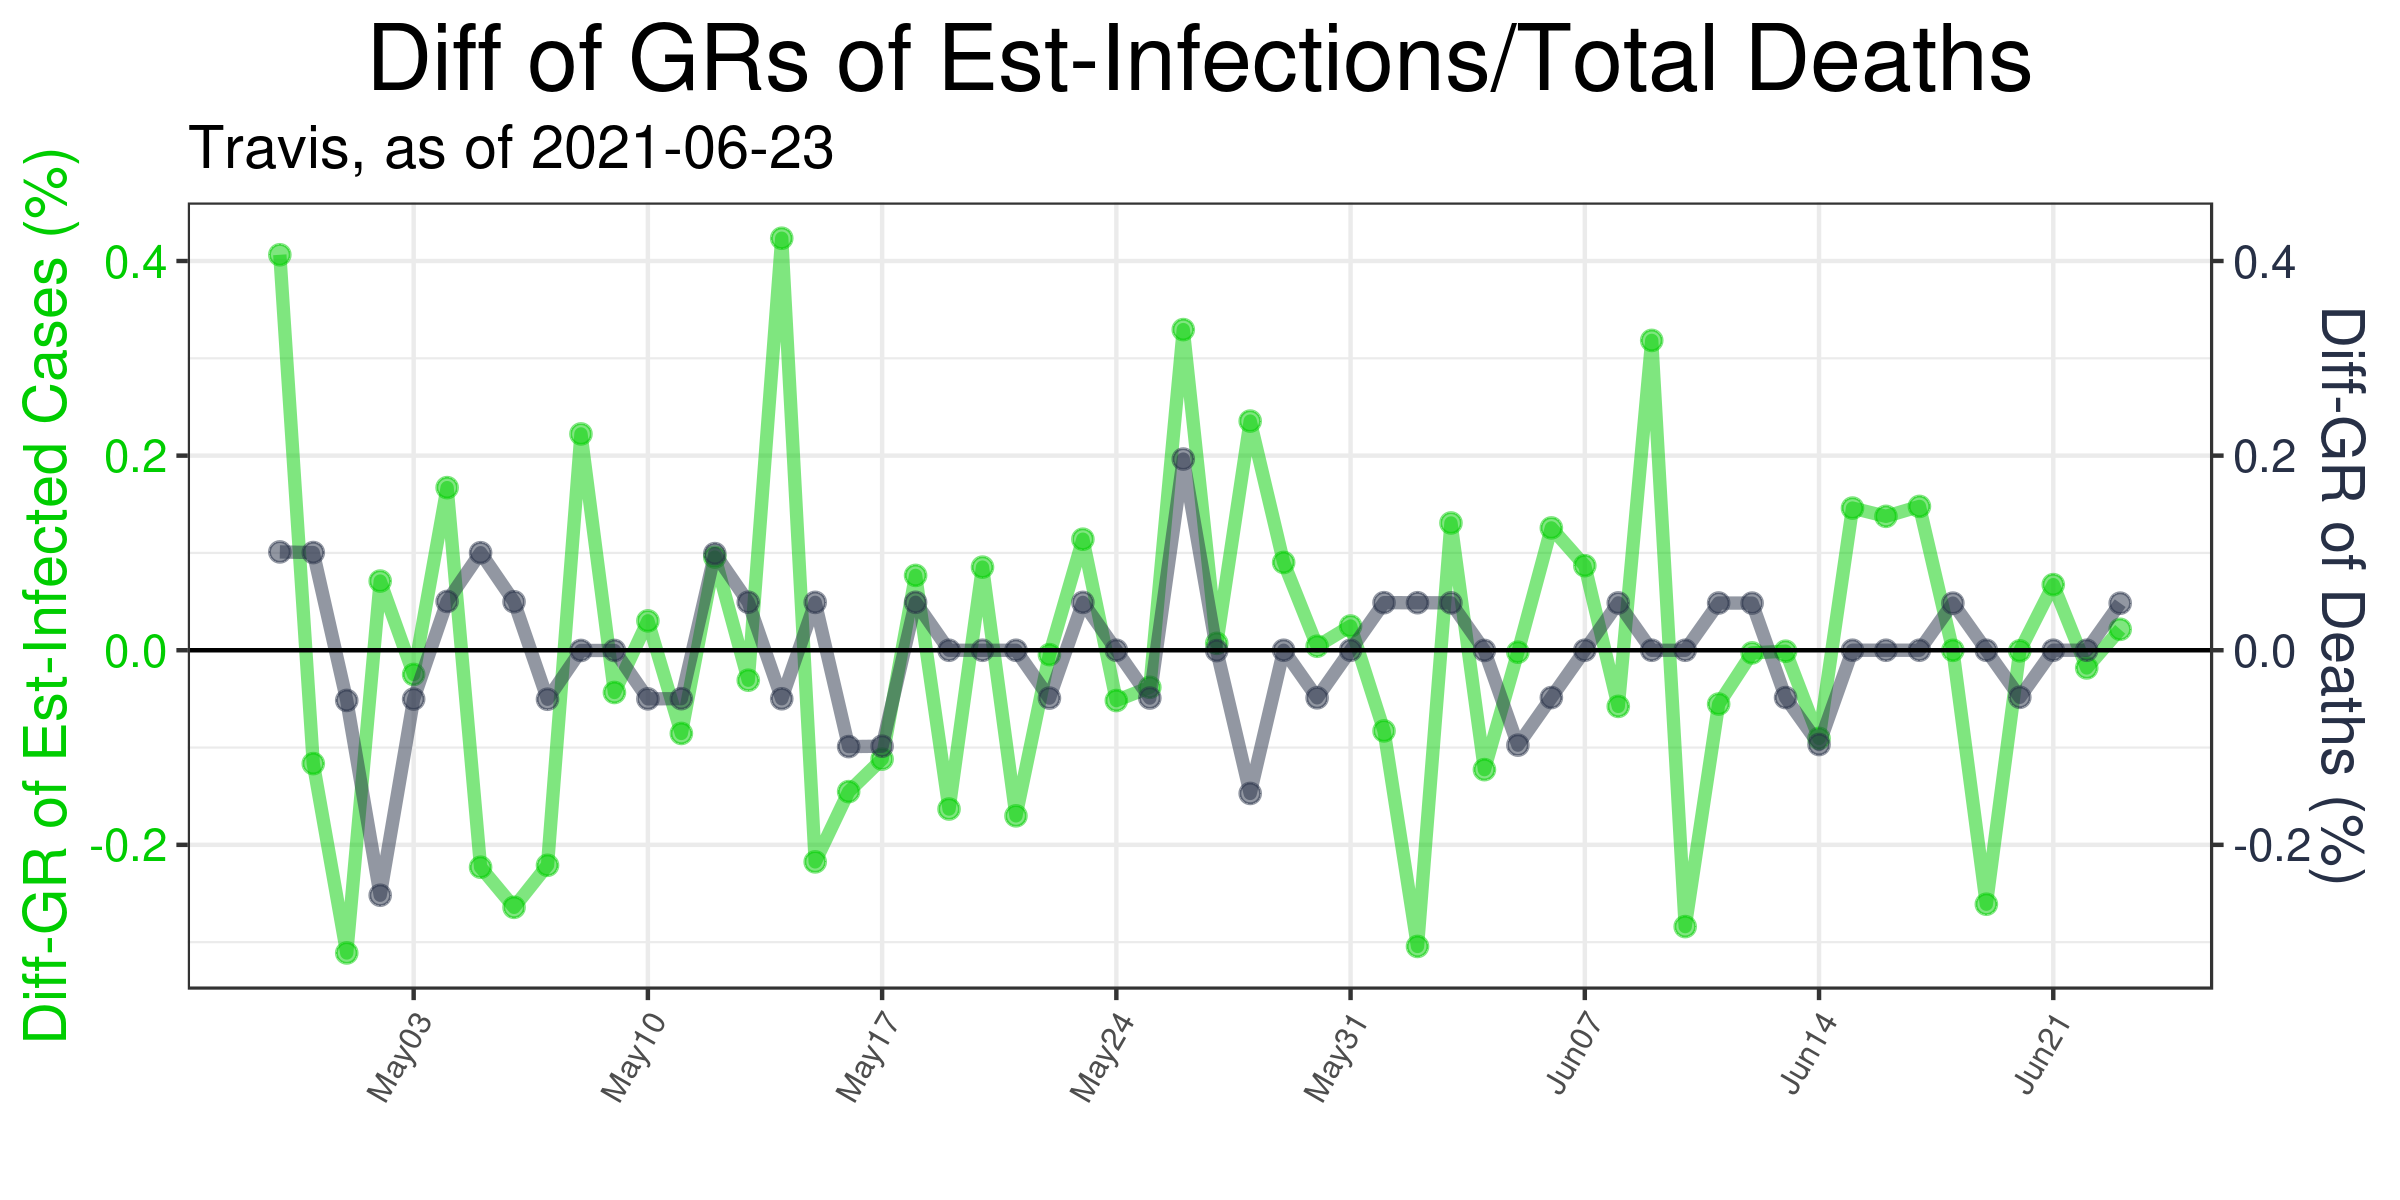 Diff of GRs of Est-Infections/Total Deaths
Travis, as of 2021-06-23
Diff-GR of Est-Infected Cases (%)
0.4
0.2
0.0
-0.2
0.4
0.2
0.0
-0.2
Diff-GR of Deaths (%)
May03
May10
May17
May24
May31
Jun07
Jun14
Jun21